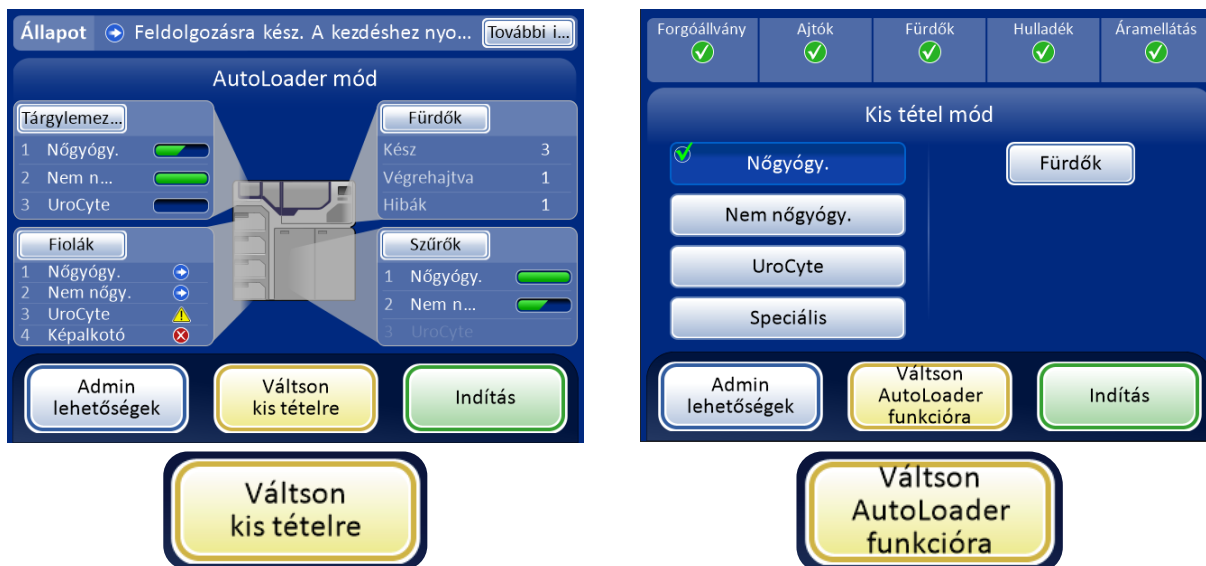 Állapot Feldolgozásra kész. A kezdéshez nyo... További i...
AutoLoader mód
Tárgylemez...
1 Nőgyógy.
2 Nem n...
3 UroCyte
Fürdők
Kész 3
Végrehajtva 1
Hibák 1
Fiolák
1 Nőgyógy.
2 Nem nőgy.
3 UroCyte
4 Képalkotó
Szűrők
1 Nőgyógy.
2 Nem n...
3 UroCyte
Admin
lehetőségek
Váltson
kis tételre
Indítás
Váltson
kis tételre
Forgóállvány Ajtók Fürdők Hulladék Áramellátás
Kis tétel mód
Nőgyógy.
Nem nőgyógy.
UroCyte
Speciális
Fürdők
Admin
lehetőségek
Váltson
AutoLoader
funkcióra
Indítás
Váltson
AutoLoader
funkcióra